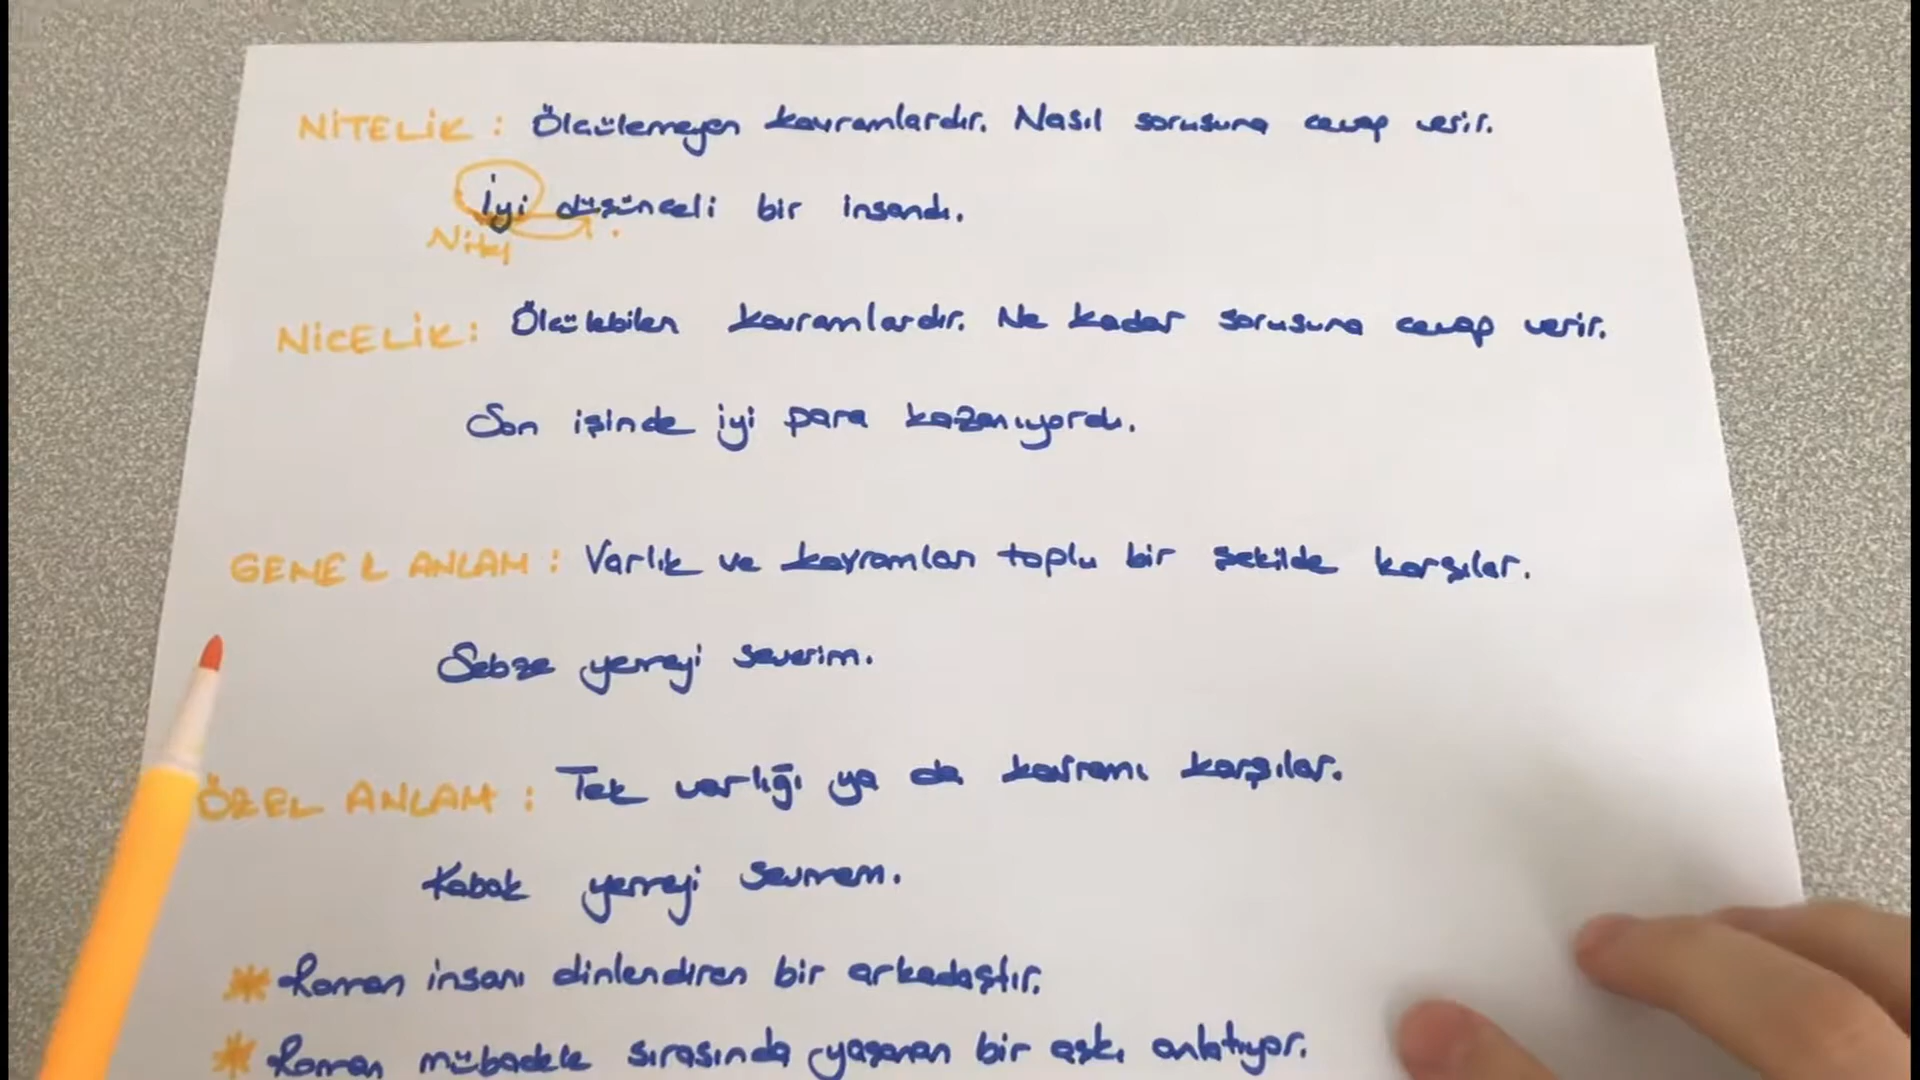 NİTELİK : Ölçülemeyen kavramlardır. Nasıl sorusuna cevap verir.
İyi düşünceli bir insandı.
Nitel
NİCELİK : Ölçülebilen kavramlardır. Ne kadar sorusuna cevap verir.
Son işinde iyi para kazanıyordu.
GENEL ANLAM : Varlık ve kavramları toplu bir şekilde karşılar.
Sebze yemeyi severim.
ÖZEL ANLAM : Tek varlığı ya da kavramı karşılar.
Kabak yemeyi sevmem.
* Roman insanı dinlendiren bir arkadaştır.
* Roman mübadele sırasında yaşanan bir aşkı anlatıyor.